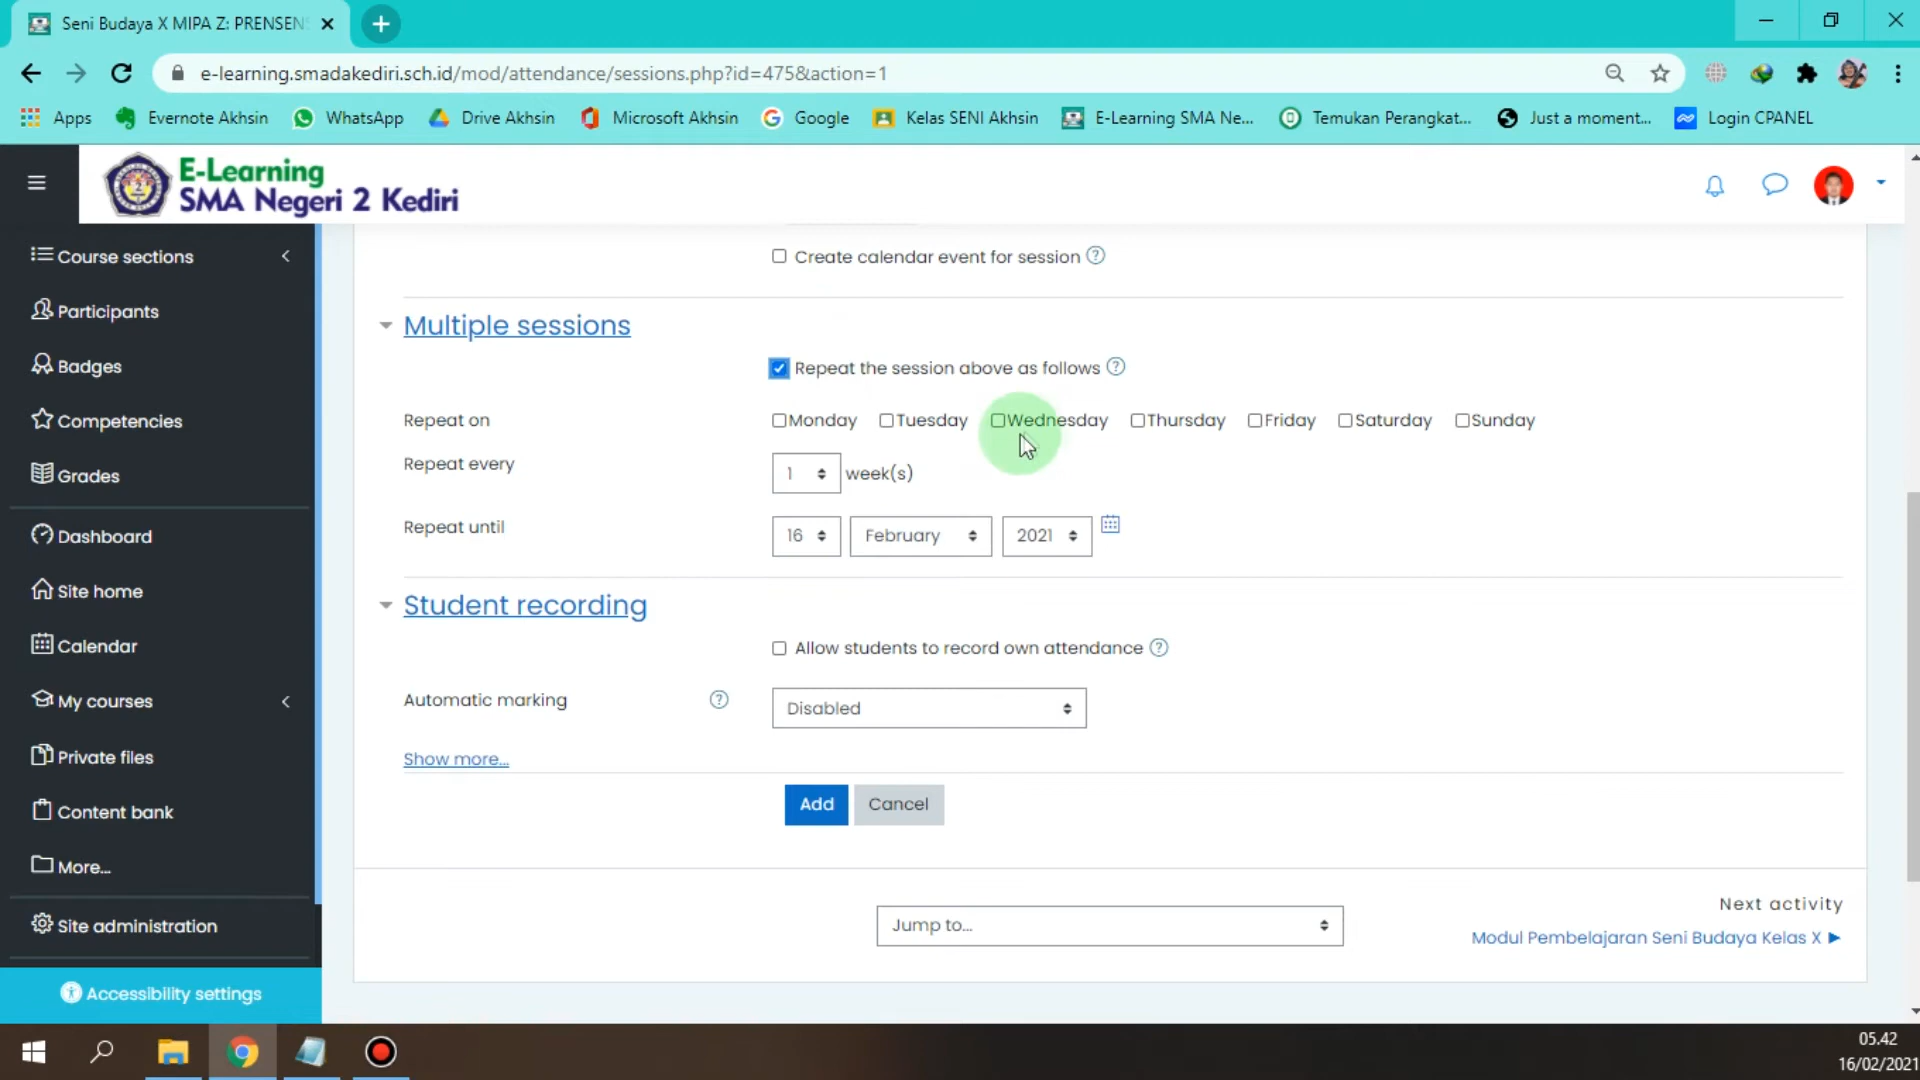 Seni Budaya X MIPA Z: PRENSENS
e-learning.smadakediri.sch.id/mod/attendance/sessions.php?id=475&action=1
Apps Evernote Akhsin WhatsApp Drive Akhsin Microsoft Akhsin Google Kelas SENI Akhsin E-Learning SMA Ne... Temukan Perangkat... Just a moment... Login CPANEL
E-Learning
SMA Negeri 2 Kediri
Course sections
Participants
Badges
Competencies
Grades
Dashboard
Site home
Calendar
My courses
Private files
Content bank
More...
Site administration
Accessibility settings
Create calendar event for session
Multiple sessions
Repeat the session above as follows
Repeat on Monday Tuesday Wednesday Thursday Friday Saturday Sunday
Repeat every 1 week(s)
Repeat until 16 February 2021
Student recording
Allow students to record own attendance
Automatic marking Disabled
Show more...
Add Cancel
Next activity
Jump to...
Modul Pembelajaran Seni Budaya Kelas X ►
05.42
16/02/2021